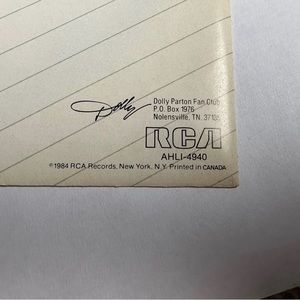 Dolly
Dolly Parton Fan Club
P.O. Box 1976
Nolensville, TN. 37135
RCA
AHLI-4940
©1984 RCA Records, New York. N.Y. Printed in CANADA